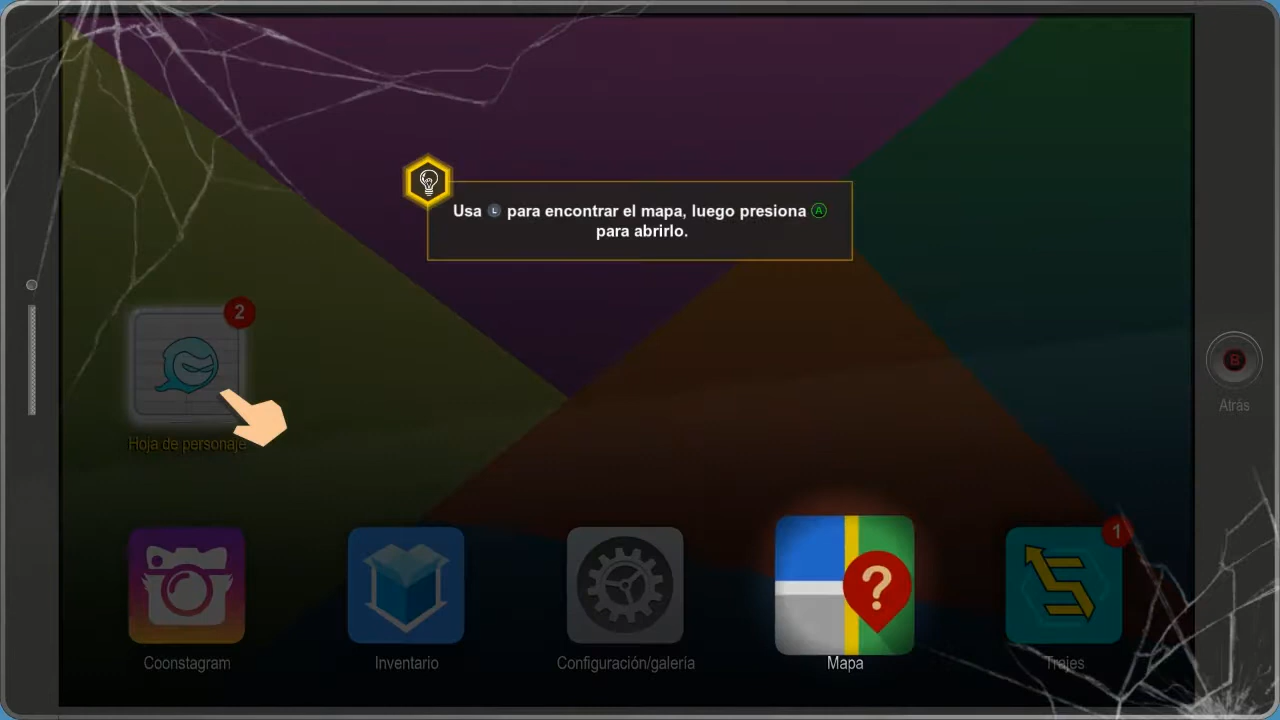 Usa L para encontrar el mapa, luego presiona A
para abrirlo.
2
Hoja de personaje
B
Atrás
1
?
Coonstagram
Inventario
Configuración/galería
Mapa
Trajes